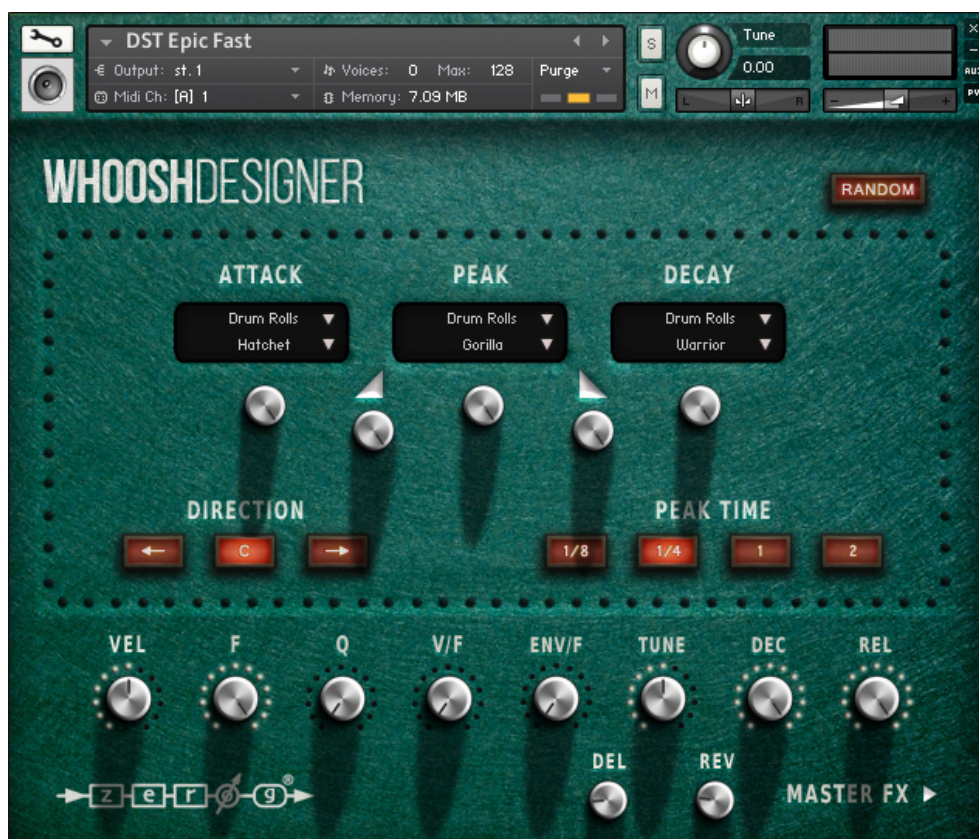 DST Epic Fast
S
Tune
Output: st. 1
Voices: 0 Max: 128
Purge
0.00
AUX
Midi Ch: [A] 1
Memory: 7.09 MB
M
L R
- +
PV
WHOOSHDESIGNER
RANDOM
ATTACK PEAK DECAY
Drum Rolls Drum Rolls Drum Rolls
Hatchet Gorilla Warrior
DIRECTION PEAK TIME
C 1/8 1/4 1 2
VEL F Q V/F ENV/F TUNE DEC REL
DEL REV
z e r ø g ®
MASTER FX